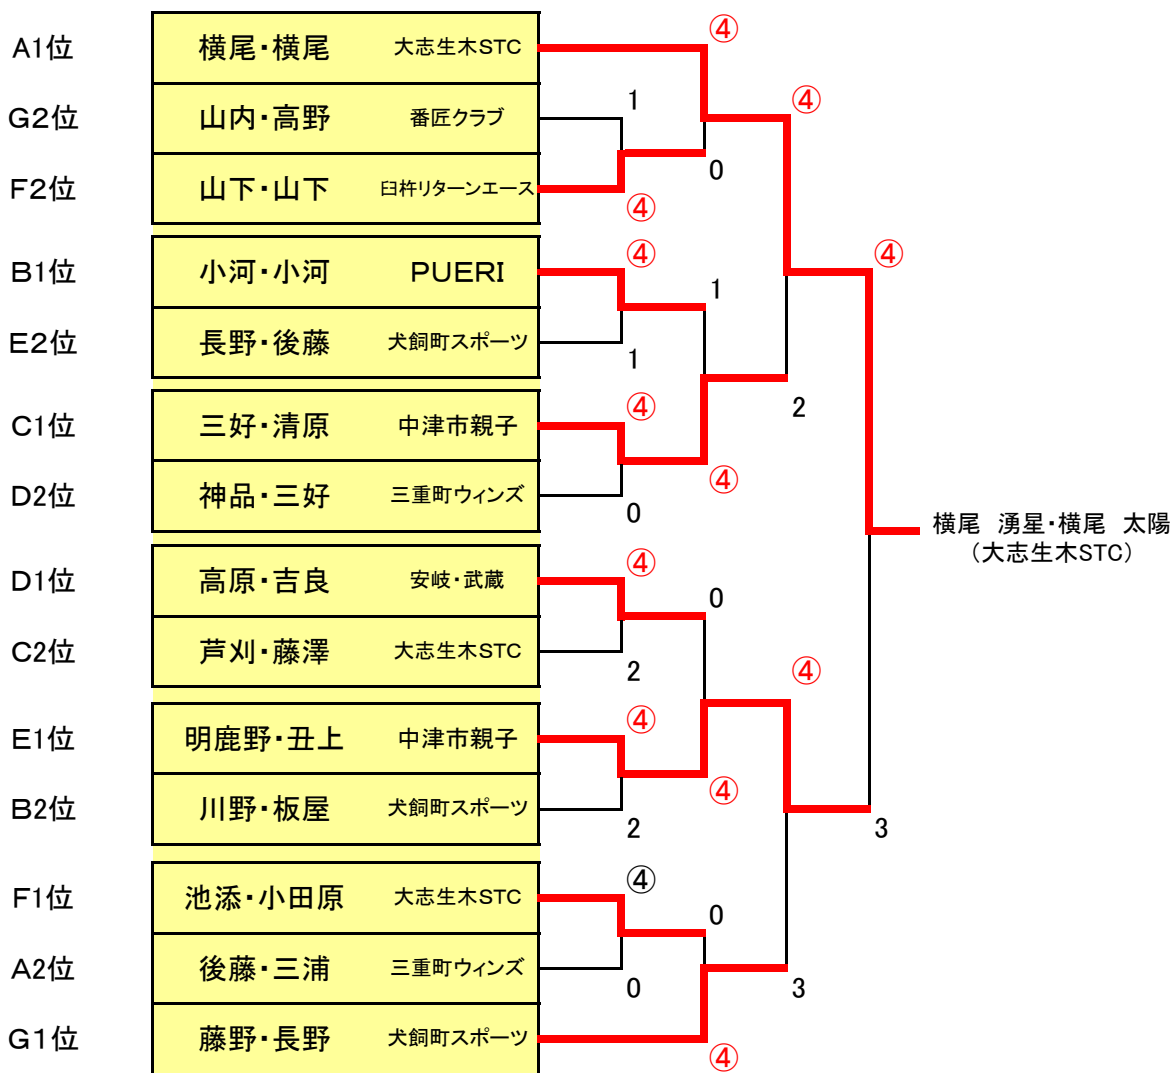 ④
A1位 横尾・横尾 大志生木STC
④
1
G2位 山内・高野 番匠クラブ
0
F2位 山下・山下 臼杵リターンエース
④
④
④
B1位 小河・小河 PUERI
1
E2位 長野・後藤 犬飼町スポーツ
1
④
2
C1位 三好・清原 中津市親子
④
D2位 神品・三好 三重町ウィンズ
0
横尾 湧星・横尾 太陽
（大志生木STC）
④
D1位 高原・吉良 安岐・武蔵
0
C2位 芦刈・藤澤 大志生木STC
2
④
④
E1位 明鹿野・丑上 中津市親子
④
B2位 川野・板屋 犬飼町スポーツ
2
3
④
F1位 池添・小田原 大志生木STC
0
A2位 後藤・三浦 三重町ウィンズ
0
3
G1位 藤野・長野 犬飼町スポーツ
④